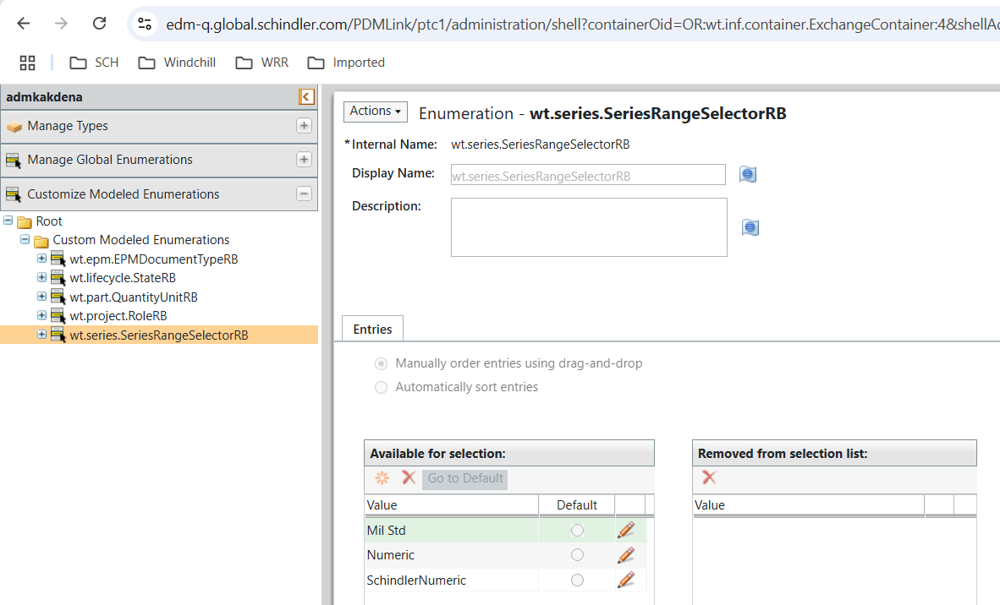 edm-q.global.schindler.com/PDMLink/ptc1/administration/shell?containerOid=OR:wt.inf.container.ExchangeContainer:4&shellAc
SCH Windchill WRR Imported
admkakdena
Manage Types
Manage Global Enumerations
Customize Modeled Enumerations
Root
Custom Modeled Enumerations
wt.epm.EPMDocumentTypeRB
wt.lifecycle.StateRB
wt.part.QuantityUnitRB
wt.project.RoleRB
wt.series.SeriesRangeSelectorRB
Actions Enumeration - wt.series.SeriesRangeSelectorRB
*Internal Name: wt.series.SeriesRangeSelectorRB
Display Name: wt.series.SeriesRangeSelectorRB
Description:
Entries
Manually order entries using drag-and-drop
Automatically sort entries
Available for selection:
Go to Default
Value Default
Mil Std
Numeric
SchindlerNumeric
Removed from selection list:
Value